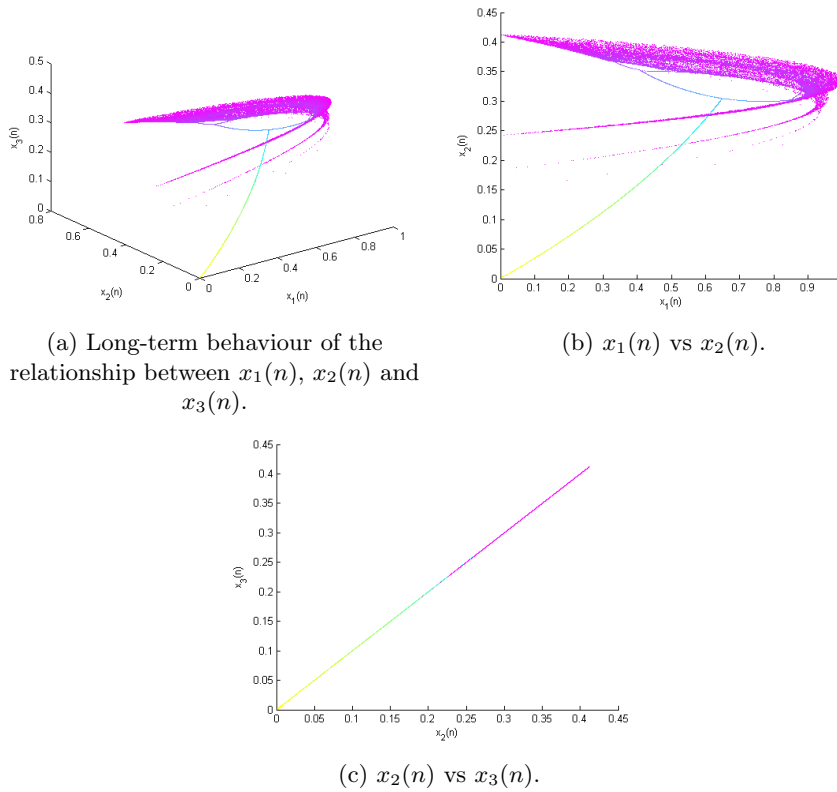 0.5
0.4
0.3
0.2
0.1
0
x3(n)
0.8
0.6
0.4
0.2
0
x2(n)
0
0.2
0.4
0.6
0.8
1
x1(n)
(a) Long-term behaviour of the
relationship between x1(n), x2(n) and
x3(n).
0.45
0.4
0.35
0.3
0.25
0.2
0.15
0.1
0.05
0
x2(n)
0 0.1 0.2 0.3 0.4 0.5 0.6 0.7 0.8 0.9
x1(n)
(b) x1(n) vs x2(n).
0.45
0.4
0.35
0.3
0.25
0.2
0.15
0.1
0.05
0
x3(n)
0 0.05 0.1 0.15 0.2 0.25 0.3 0.35 0.4 0.45
x2(n)
(c) x2(n) vs x3(n).